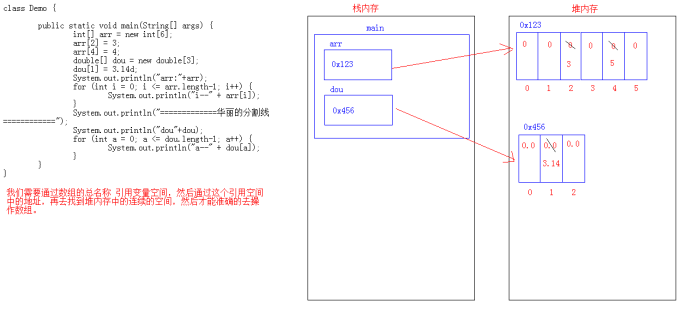 class Demo {
public static void main(String[] args) {
int[] arr = new int[6];
arr[2] = 3;
arr[4] = 4;
double[] dou = new double[3];
dou[1] = 3.14d;
System.out.println("arr:"+arr);
for (int i = 0; i <= arr.length-1; i++) {
System.out.println("i--" + arr[i]);
}
System.out.println("=============华丽的分割线
============");
System.out.println("dou"+dou);
for (int a = 0; a <= dou.length-1; a++) {
System.out.println("a--" + dou[a]);
}
}
}
我们需要通过数组的总名称 引用变量空间，然后通过这个引用空间
中的地址，再去找到堆内存中的连续的空间。然后才能准确的去操
作数组。
栈内存
main
arr
0x123
dou
0x456
堆内存
0x123
0 0 0 0 0 0
3 5
0 1 2 3 4 5
0x456
0.0 0.0 0.0
3.14
0 1 2